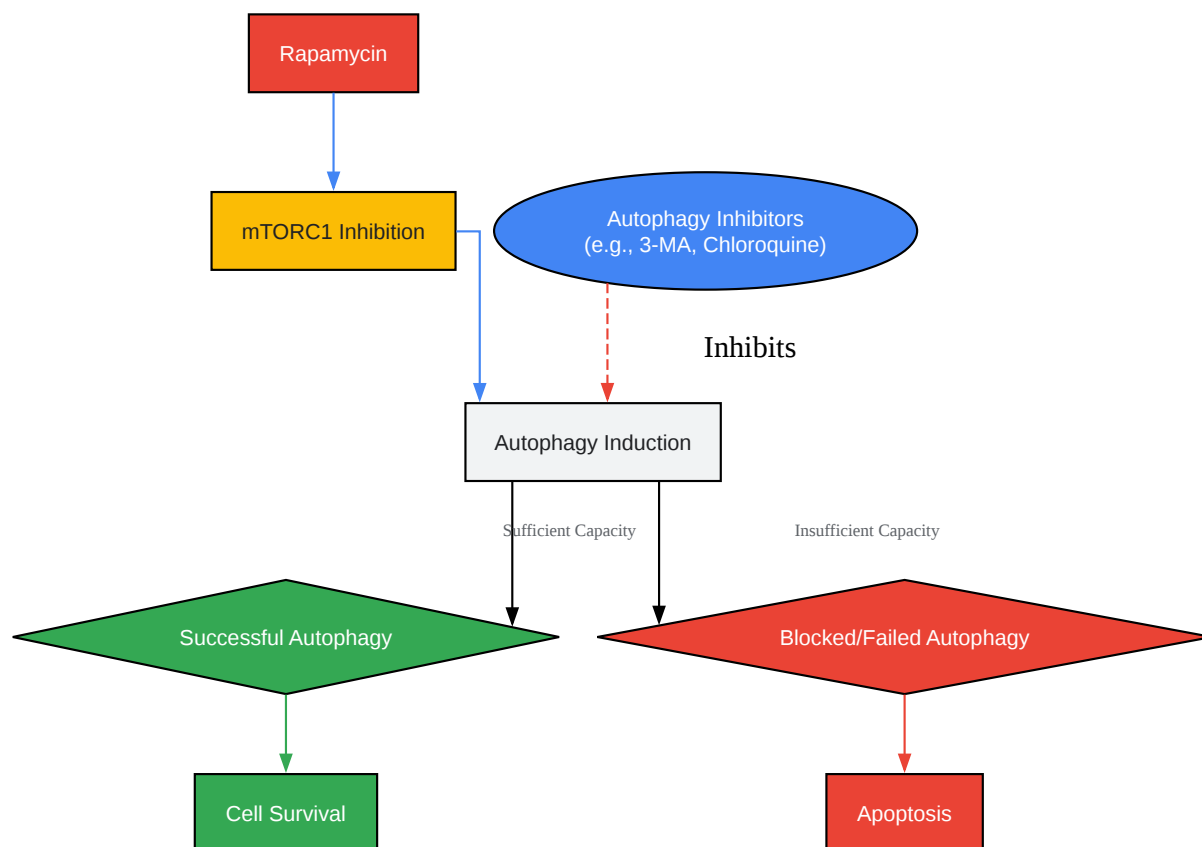 Rapamycin
mTORC1 Inhibition
Autophagy Inhibitors
(e.g., 3-MA, Chloroquine)
Inhibits
Autophagy Induction
Sufficient Capacity
Insufficient Capacity
Successful Autophagy
Blocked/Failed Autophagy
Cell Survival
Apoptosis